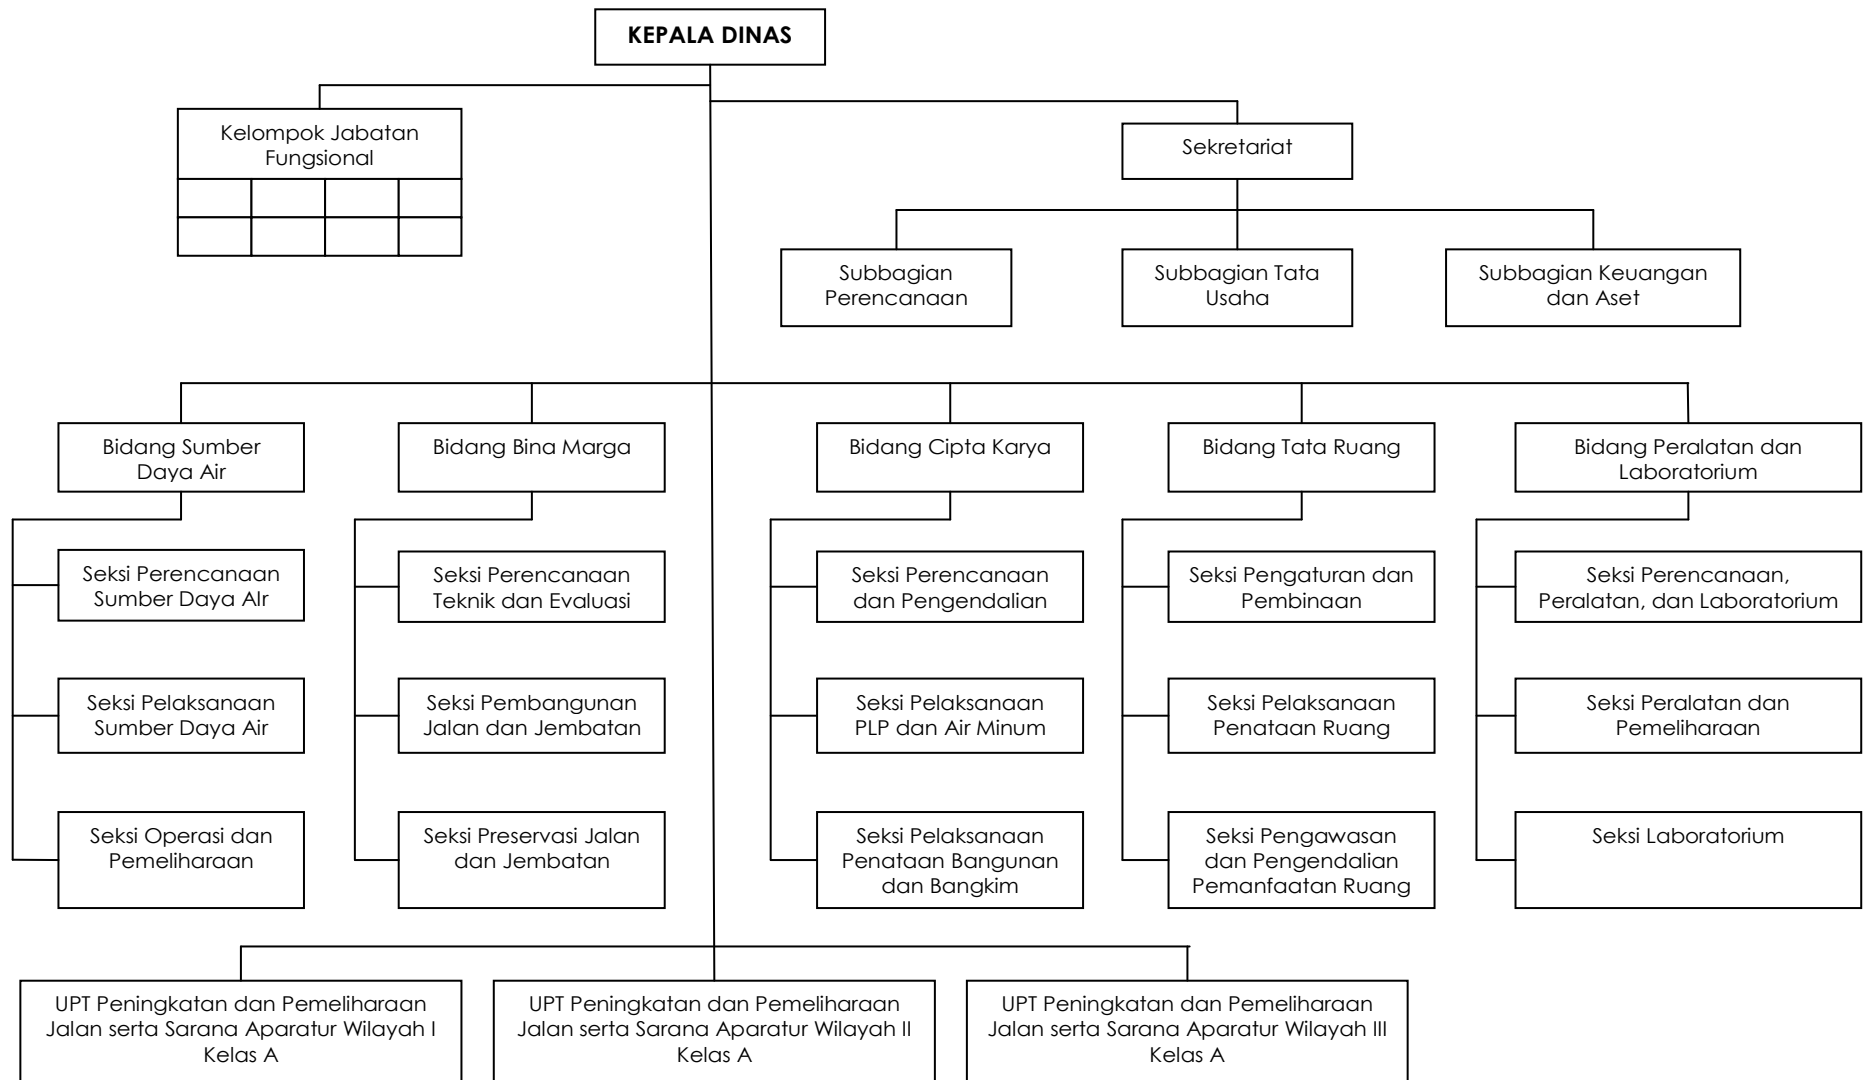 KEPALA DINAS
Kelompok Jabatan
Fungsional
Sekretariat
Subbagian
Perencanaan
Subbagian Tata
Usaha
Subbagian Keuangan
dan Aset
Bidang Sumber
Daya Air
Bidang Bina Marga
Bidang Cipta Karya
Bidang Tata Ruang
Bidang Peralatan dan
Laboratorium
Seksi Perencanaan
Sumber Daya AIr
Seksi Perencanaan
Teknik dan Evaluasi
Seksi Perencanaan
dan Pengendalian
Seksi Pengaturan dan
Pembinaan
Seksi Perencanaan,
Peralatan, dan Laboratorium
Seksi Pelaksanaan
Sumber Daya Air
Seksi Pembangunan
Jalan dan Jembatan
Seksi Pelaksanaan
PLP dan Air Minum
Seksi Pelaksanaan
Penataan Ruang
Seksi Peralatan dan
Pemeliharaan
Seksi Operasi dan
Pemeliharaan
Seksi Preservasi Jalan
dan Jembatan
Seksi Pelaksanaan
Penataan Bangunan
dan Bangkim
Seksi Pengawasan
dan Pengendalian
Pemanfaatan Ruang
Seksi Laboratorium
UPT Peningkatan dan Pemeliharaan
Jalan serta Sarana Aparatur Wilayah I
Kelas A
UPT Peningkatan dan Pemeliharaan
Jalan serta Sarana Aparatur Wilayah II
Kelas A
UPT Peningkatan dan Pemeliharaan
Jalan serta Sarana Aparatur Wilayah III
Kelas A